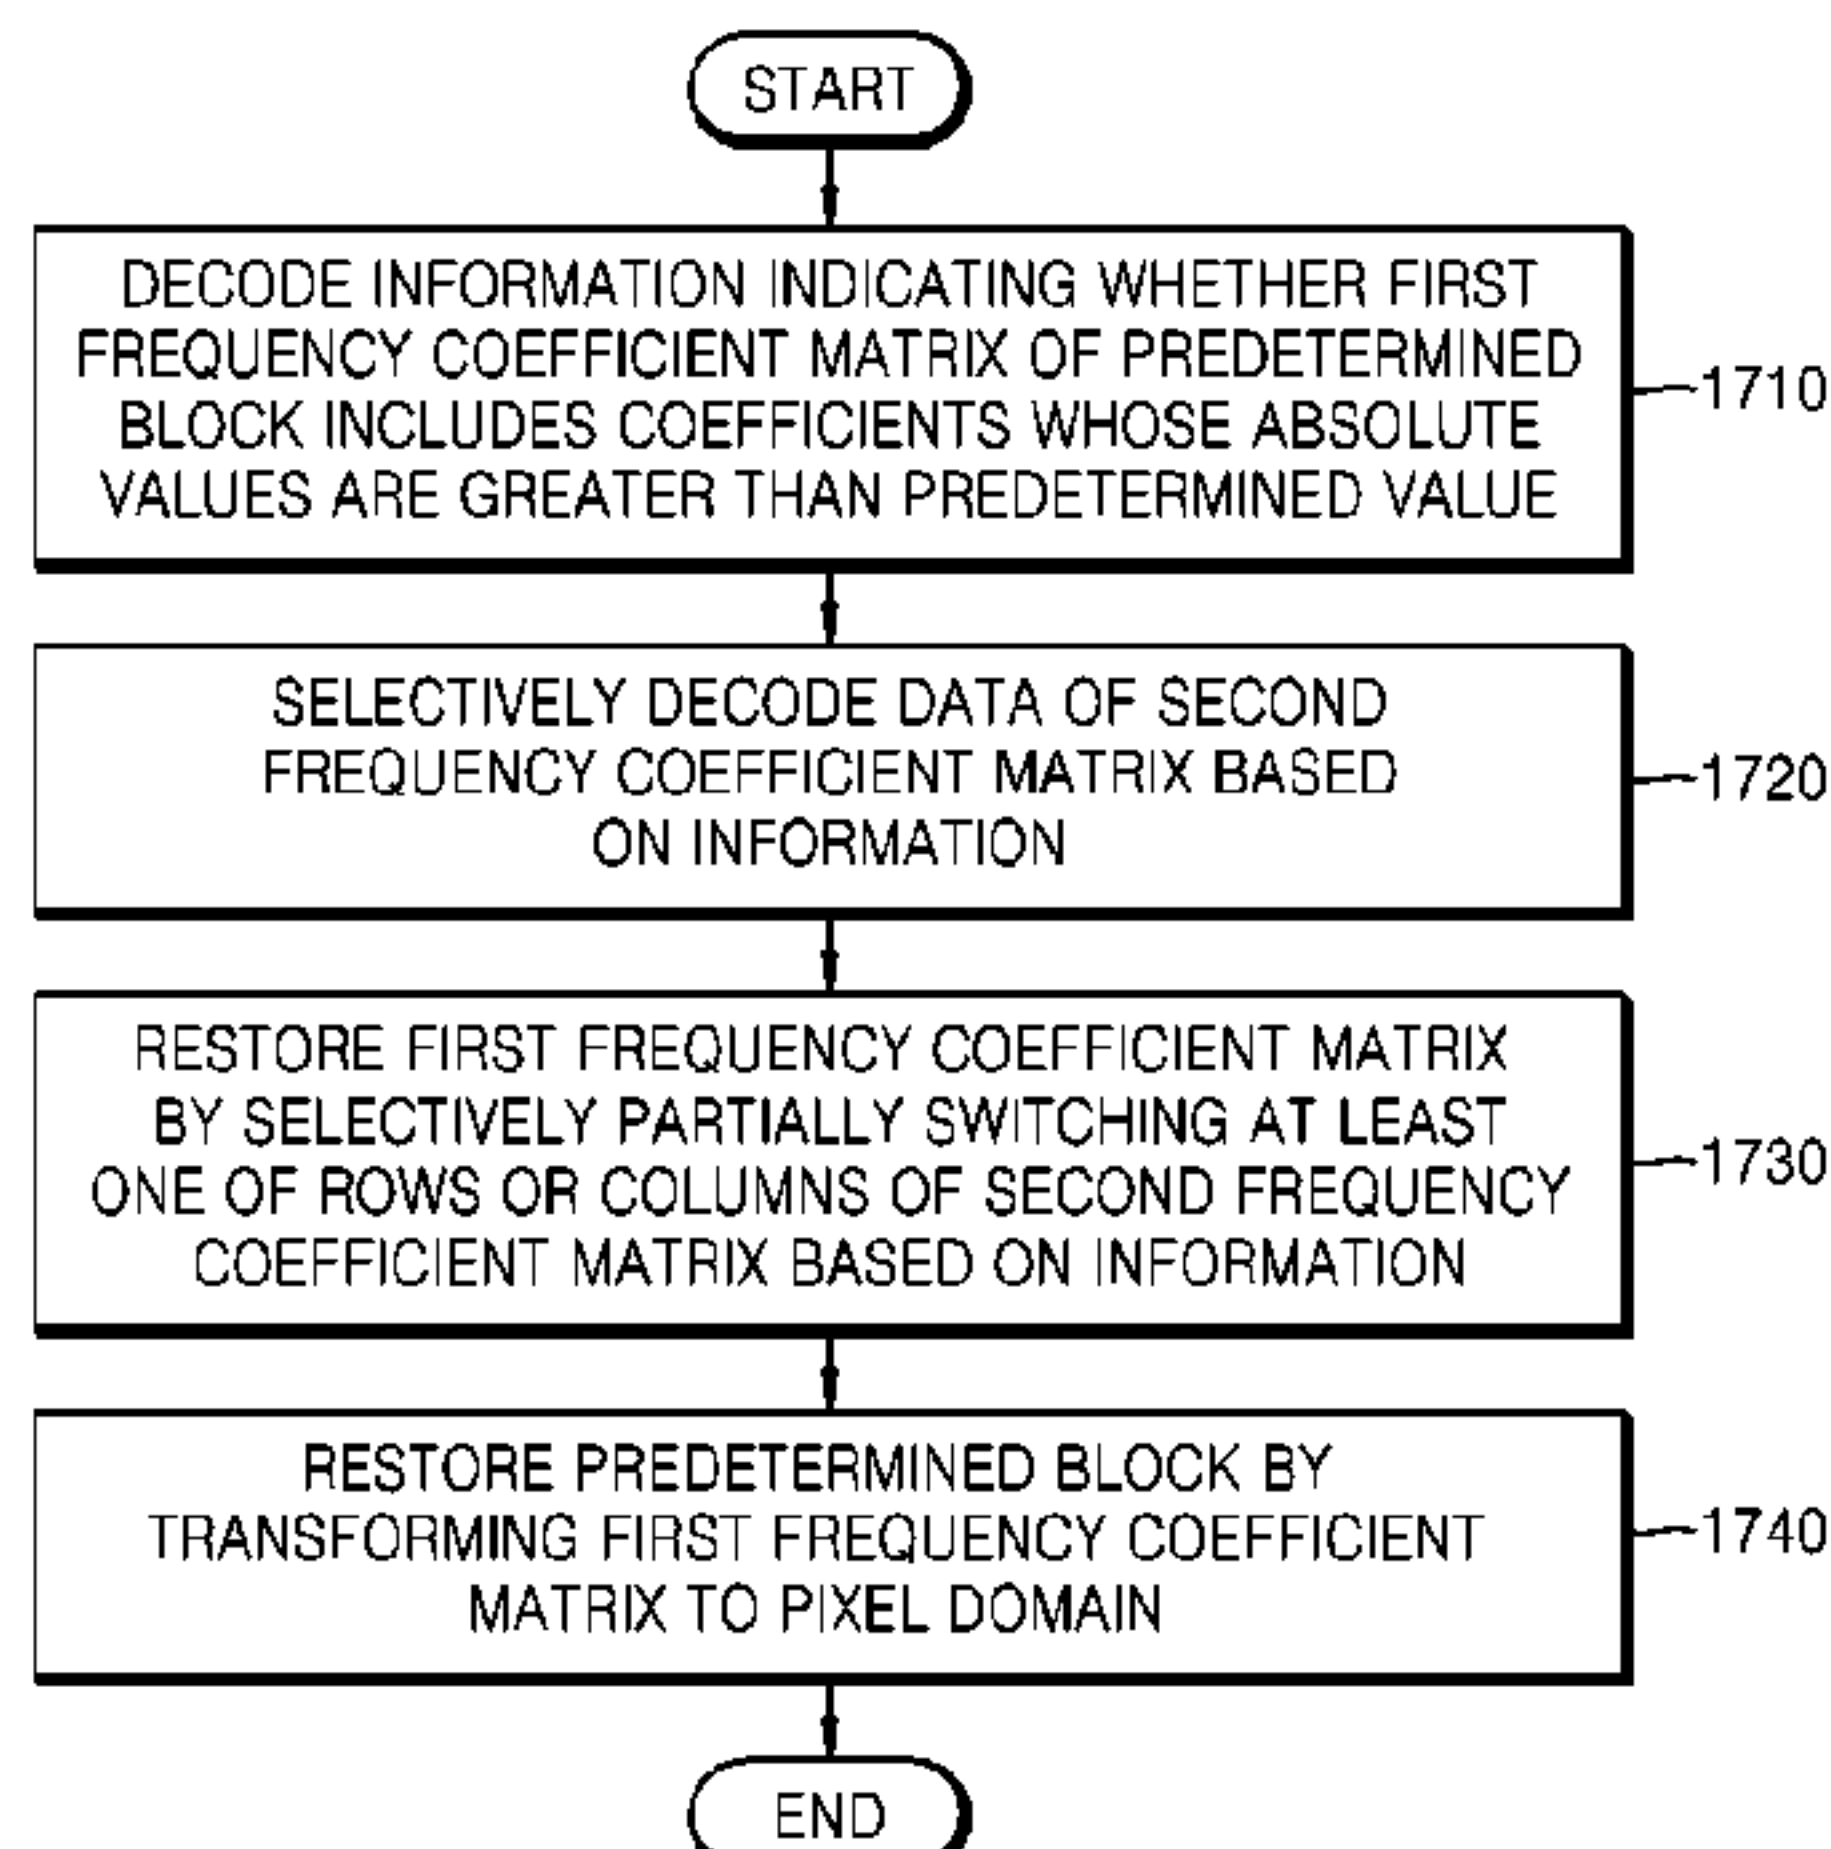 START
DECODE INFORMATION INDICATING WHETHER FIRST
FREQUENCY COEFFICIENT MATRIX OF PREDETERMINED
BLOCK INCLUDES COEFFICIENTS WHOSE ABSOLUTE
VALUES ARE GREATER THAN PREDETERMINED VALUE
1710
SELECTIVELY DECODE DATA OF SECOND
FREQUENCY COEFFICIENT MATRIX BASED
ON INFORMATION
1720
RESTORE FIRST FREQUENCY COEFFICIENT MATRIX
BY SELECTIVELY PARTIALLY SWITCHING AT LEAST
ONE OF ROWS OR COLUMNS OF SECOND FREQUENCY
COEFFICIENT MATRIX BASED ON INFORMATION
1730
RESTORE PREDETERMINED BLOCK BY
TRANSFORMING FIRST FREQUENCY COEFFICIENT
MATRIX TO PIXEL DOMAIN
1740
END